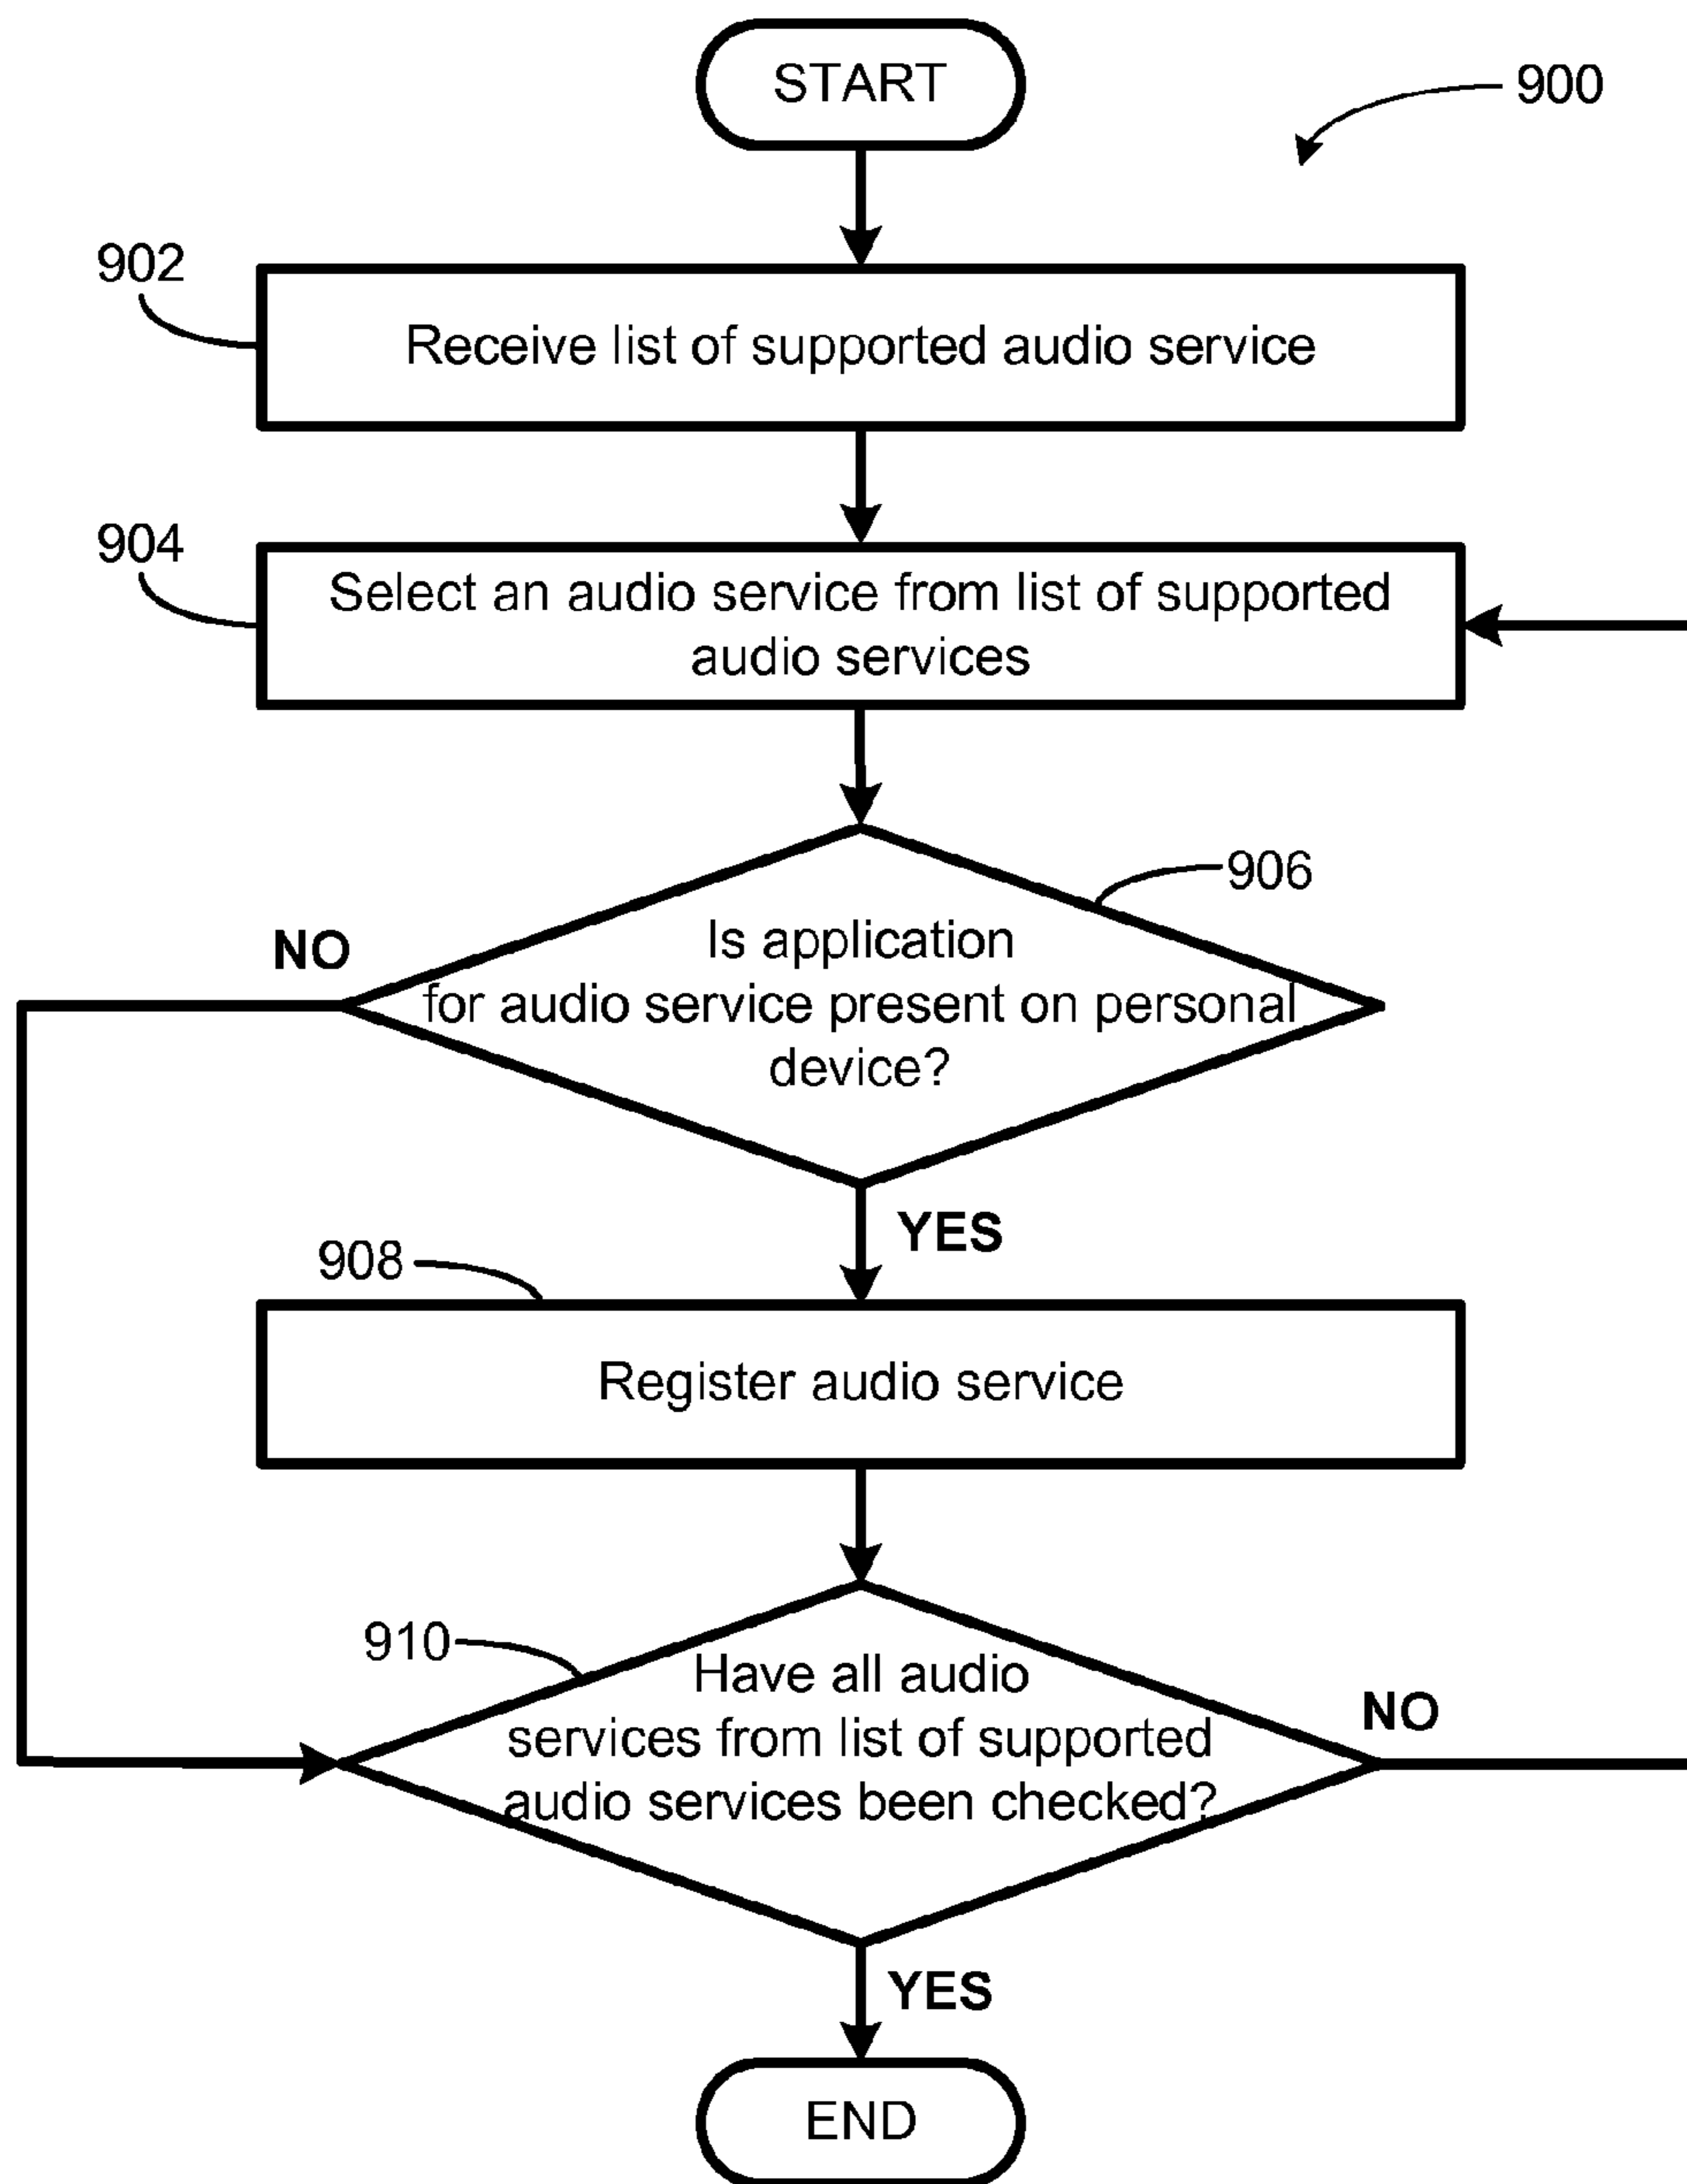 START
900
902
Receive list of supported audio service
904
Select an audio service from list of supported
audio services
906
NO
Is application
for audio service present on personal
device?
YES
908
Register audio service
910
Have all audio
services from list of supported
audio services been checked?
NO
YES
END